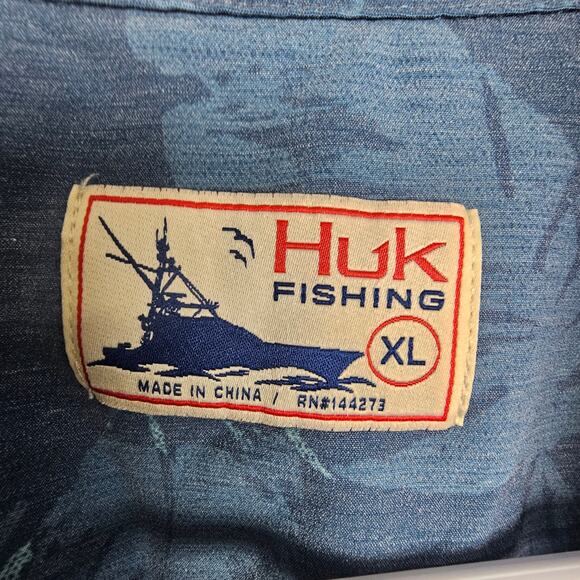 Huk
FISHING
XL
MADE IN CHINA / RN#144273